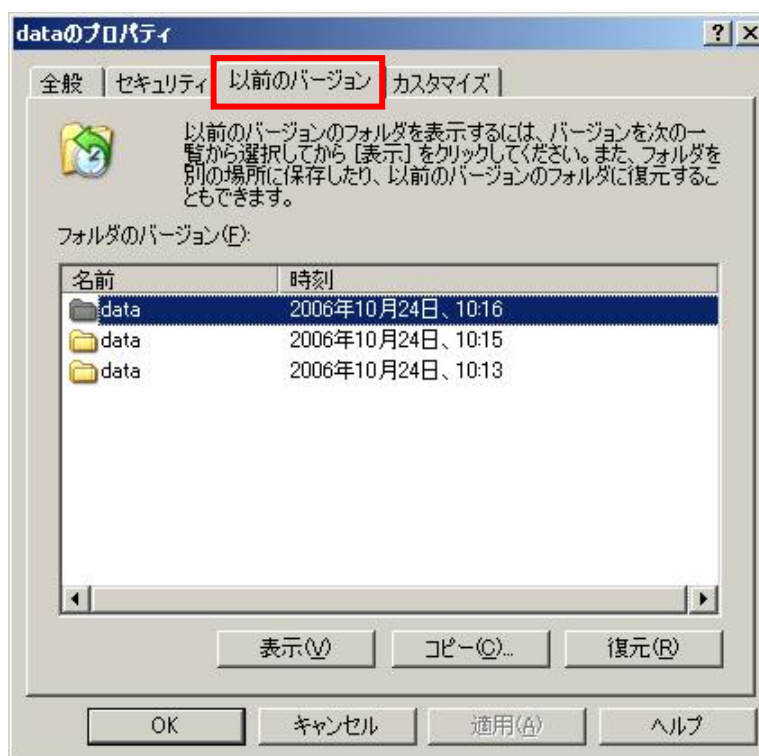 dataのプロパティ
? ×
全般 セキュリティ 以前のバージョン カスタマイズ
以前のバージョンのフォルダを表示するには、バージョンを次の一
覧から選択してから [表示] をクリックしてください。また、フォルダを
別の場所に保存したり、以前のバージョンのフォルダに復元するこ
ともできます。
フォルダのバージョン(F):
名前 時刻
data 2006年10月24日、10:16
data 2006年10月24日、10:15
data 2006年10月24日、10:13
表示(V) コピー(C)... 復元(R)
OK キャンセル 適用(A) ヘルプ